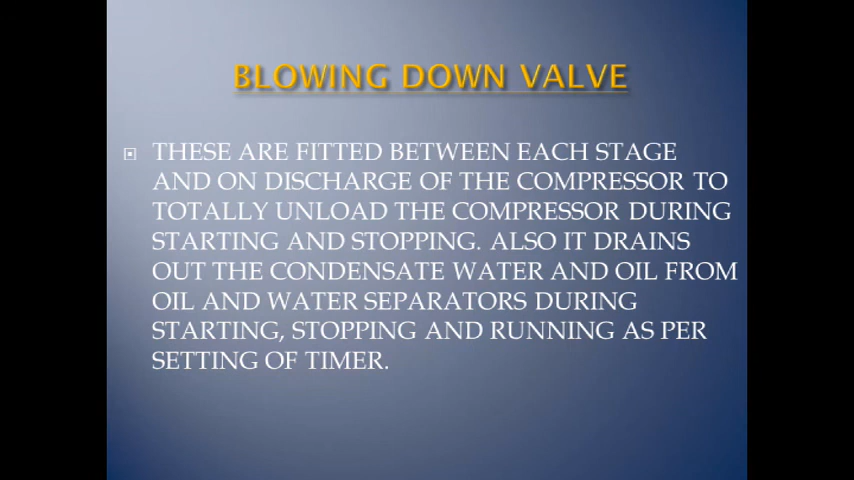 BLOWING DOWN VALVE
THESE ARE FITTED BETWEEN EACH STAGE
AND ON DISCHARGE OF THE COMPRESSOR TO
TOTALLY UNLOAD THE COMPRESSOR DURING
STARTING AND STOPPING. ALSO IT DRAINS
OUT THE CONDENSATE WATER AND OIL FROM
OIL AND WATER SEPARATORS DURING
STARTING, STOPPING AND RUNNING AS PER
SETTING OF TIMER.